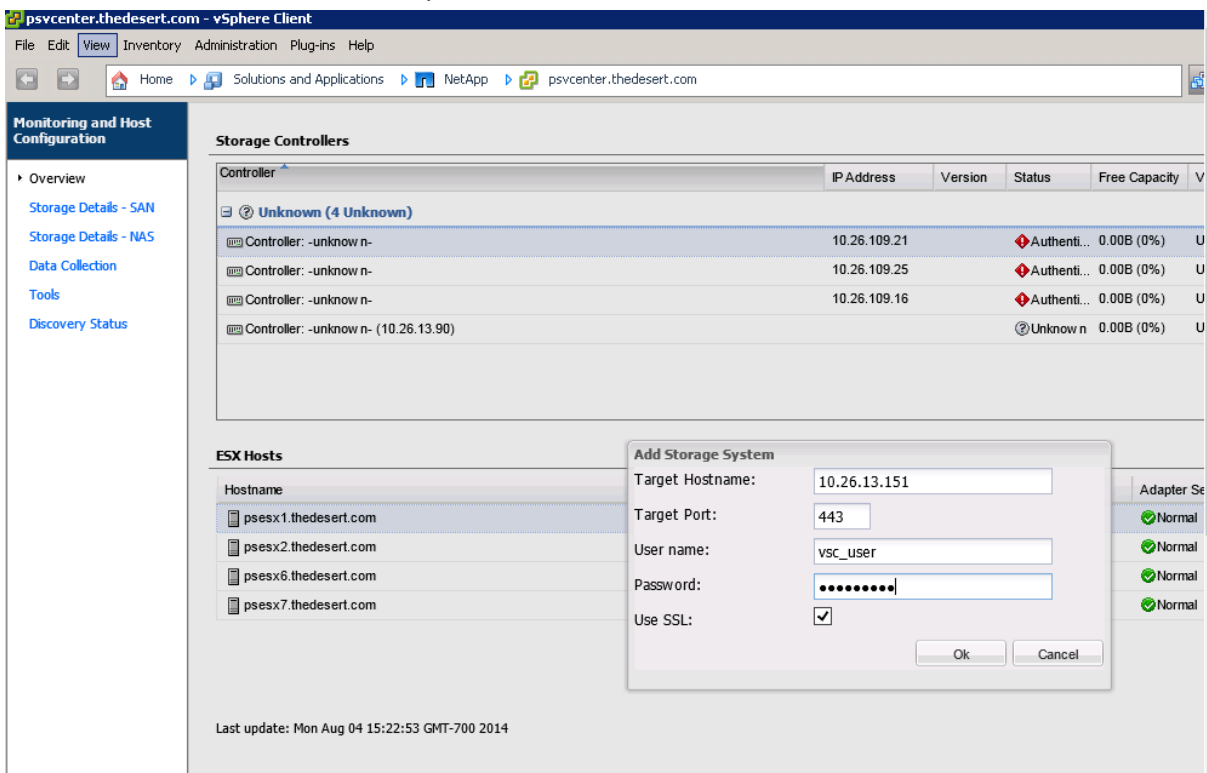 psvcenter.thedesert.com - vSphere Client
File Edit View Inventory Administration Plug-ins Help
Home Solutions and Applications NetApp psvcenter.thedesert.com
Monitoring and Host
Configuration
Overview
Storage Details - SAN
Storage Details - NAS
Data Collection
Tools
Discovery Status
Storage Controllers
Controller IP Address Version Status Free Capacity V
Unknown (4 Unknown)
Controller: -unknown- 10.26.109.21 Authenti... 0.00B (0%) U
Controller: -unknown- 10.26.109.25 Authenti... 0.00B (0%) U
Controller: -unknown- 10.26.109.16 Authenti... 0.00B (0%) U
Controller: -unknown- (10.26.13.90) Unknown 0.00B (0%) U
ESX Hosts
Hostname Adapter Se
psesx1.thedesert.com Normal
psesx2.thedesert.com Normal
psesx6.thedesert.com Normal
psesx7.thedesert.com Normal
Add Storage System
Target Hostname: 10.26.13.151
Target Port: 443
User name: vsc_user
Password: •••••••••
Use SSL:
Ok Cancel
Last update: Mon Aug 04 15:22:53 GMT-700 2014